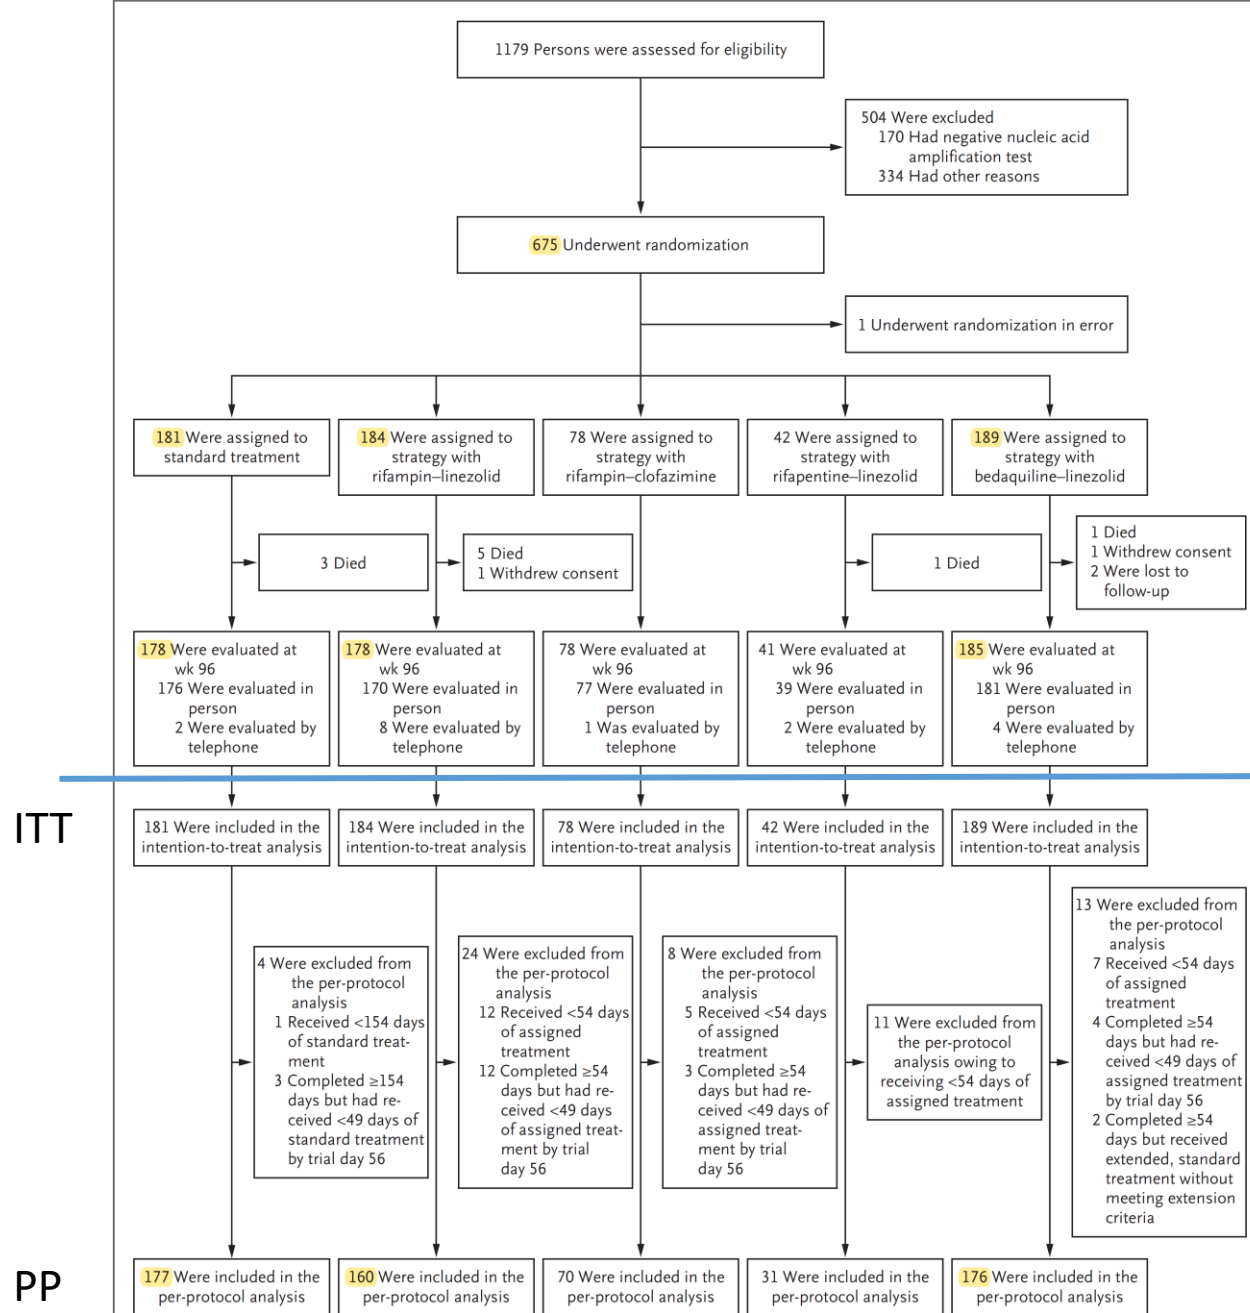 1179 Persons were assessed for eligibility
504 Were excluded
170 Had negative nucleic acid
amplification test
334 Had other reasons
675 Underwent randomization
1 Underwent randomization in error
181 Were assigned to
standard treatment
184 Were assigned to
strategy with
rifampin–linezolid
78 Were assigned to
strategy with
rifampin–clofazimine
42 Were assigned to
strategy with
rifapentine–linezolid
189 Were assigned to
strategy with
bedaquiline–linezolid
3 Died
5 Died
1 Withdrew consent
1 Died
1 Died
1 Withdrew consent
2 Were lost to
follow-up
178 Were evaluated at
wk 96
176 Were evaluated in
person
2 Were evaluated by
telephone
178 Were evaluated at
wk 96
170 Were evaluated in
person
8 Were evaluated by
telephone
78 Were evaluated at
wk 96
77 Were evaluated in
person
1 Was evaluated by
telephone
41 Were evaluated at
wk 96
39 Were evaluated in
person
2 Were evaluated by
telephone
185 Were evaluated at
wk 96
181 Were evaluated in
person
4 Were evaluated by
telephone
ITT
181 Were included in the
intention-to-treat analysis
184 Were included in the
intention-to-treat analysis
78 Were included in the
intention-to-treat analysis
42 Were included in the
intention-to-treat analysis
189 Were included in the
intention-to-treat analysis
4 Were excluded from
the per-protocol
analysis
1 Received <154 days
of standard treat-
ment
3 Completed ≥154
days but had re-
ceived <49 days of
standard treatment
by trial day 56
24 Were excluded from
the per-protocol
analysis
12 Received <54 days
of assigned
treatment
12 Completed ≥54
days but had re-
ceived <49 days
of assigned treat-
ment by trial
day 56
8 Were excluded from
the per-protocol
analysis
5 Received <54 days
of assigned
treatment
3 Completed ≥54
days but had re-
ceived <49 days of
assigned treat-
ment by trial
day 56
11 Were excluded from
the per-protocol
analysis owing to
receiving <54 days of
assigned treatment
13 Were excluded from
the per-protocol
analysis
7 Received <54 days
of assigned
treatment
4 Completed ≥54
days but had re-
ceived <49 days of
assigned treatment
by trial day 56
2 Completed ≥54
days but received
extended, standard
treatment without
meeting extension
criteria
PP
177 Were included in the
per-protocol analysis
160 Were included in the
per-protocol analysis
70 Were included in the
per-protocol analysis
31 Were included in the
per-protocol analysis
176 Were included in the
per-protocol analysis